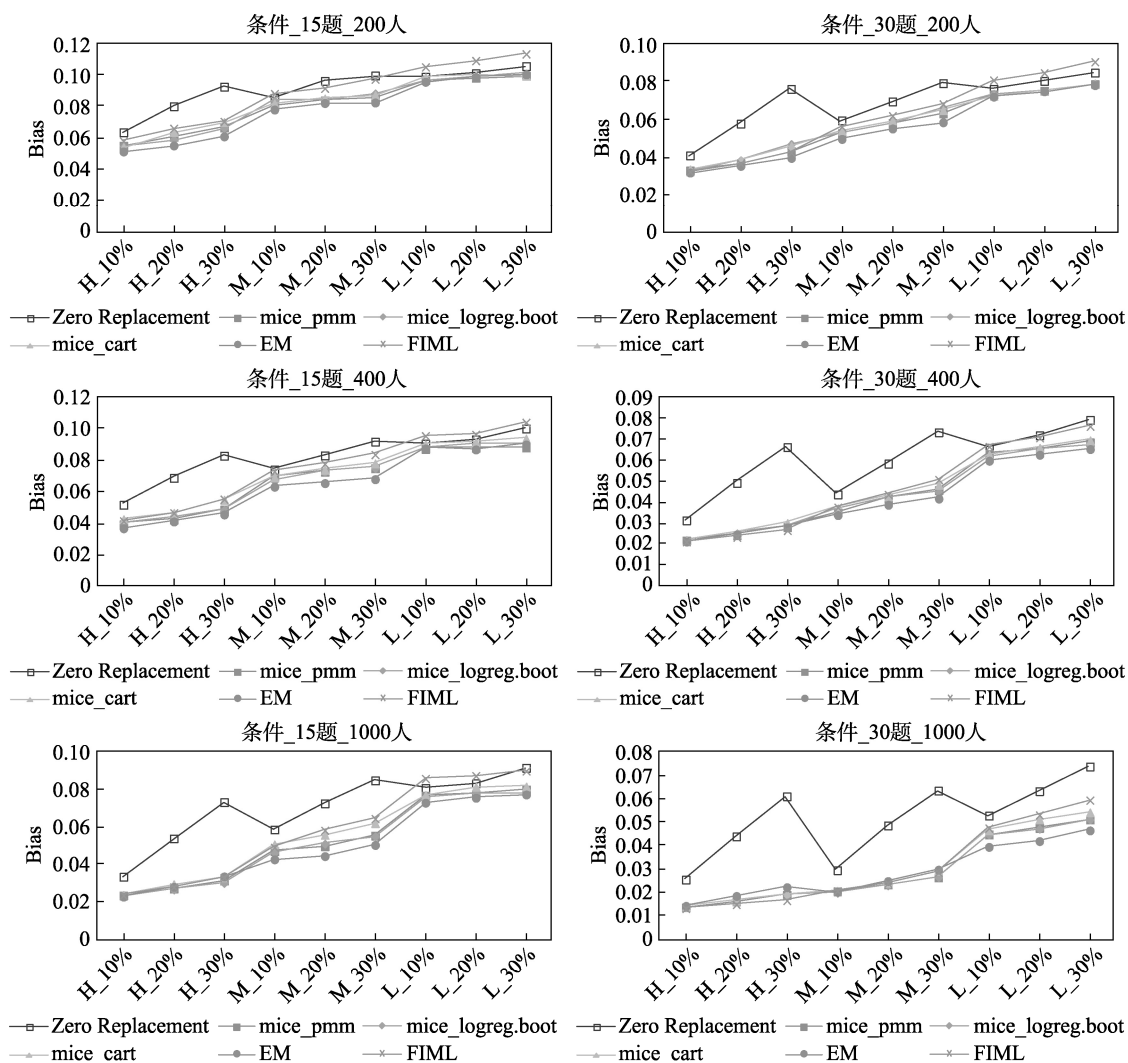 条件_15题_200人
0.12
0.10
0.08
0.06
0.04
0.02
0
Bias
H_10%
H_20%
H_30%
M_10%
M_20%
M_30%
L_10%
L_20%
L_30%
Zero Replacement mice_pmm mice_logreg.boot
mice_cart EM FIML
条件_30题_200人
0.10
0.08
0.06
0.04
0.02
0
Bias
H_10%
H_20%
H_30%
M_10%
M_20%
M_30%
L_10%
L_20%
L_30%
Zero Replacement mice_pmm mice_logreg.boot
mice_cart EM FIML
条件_15题_400人
0.12
0.10
0.08
0.06
0.04
0.02
0
Bias
H_10%
H_20%
H_30%
M_10%
M_20%
M_30%
L_10%
L_20%
L_30%
Zero Replacement mice_pmm mice_logreg.boot
mice_cart EM FIML
条件_30题_400人
0.09
0.08
0.07
0.06
0.05
0.04
0.03
0.02
0.01
0
Bias
H_10%
H_20%
H_30%
M_10%
M_20%
M_30%
L_10%
L_20%
L_30%
Zero Replacement mice_pmm mice_logreg.boot
mice_cart EM FIML
条件_15题_1000人
0.10
0.08
0.06
0.04
0.02
0
Bias
H_10%
H_20%
H_30%
M_10%
M_20%
M_30%
L_10%
L_20%
L_30%
Zero Replacement mice_pmm mice_logreg.boot
mice_cart EM FIML
条件_30题_1000人
0.08
0.07
0.06
0.05
0.04
0.03
0.02
0.01
0
Bias
H_10%
H_20%
H_30%
M_10%
M_20%
M_30%
L_10%
L_20%
L_30%
Zero Replacement mice_pmm mice_logreg.boot
mice_cart EM FIML